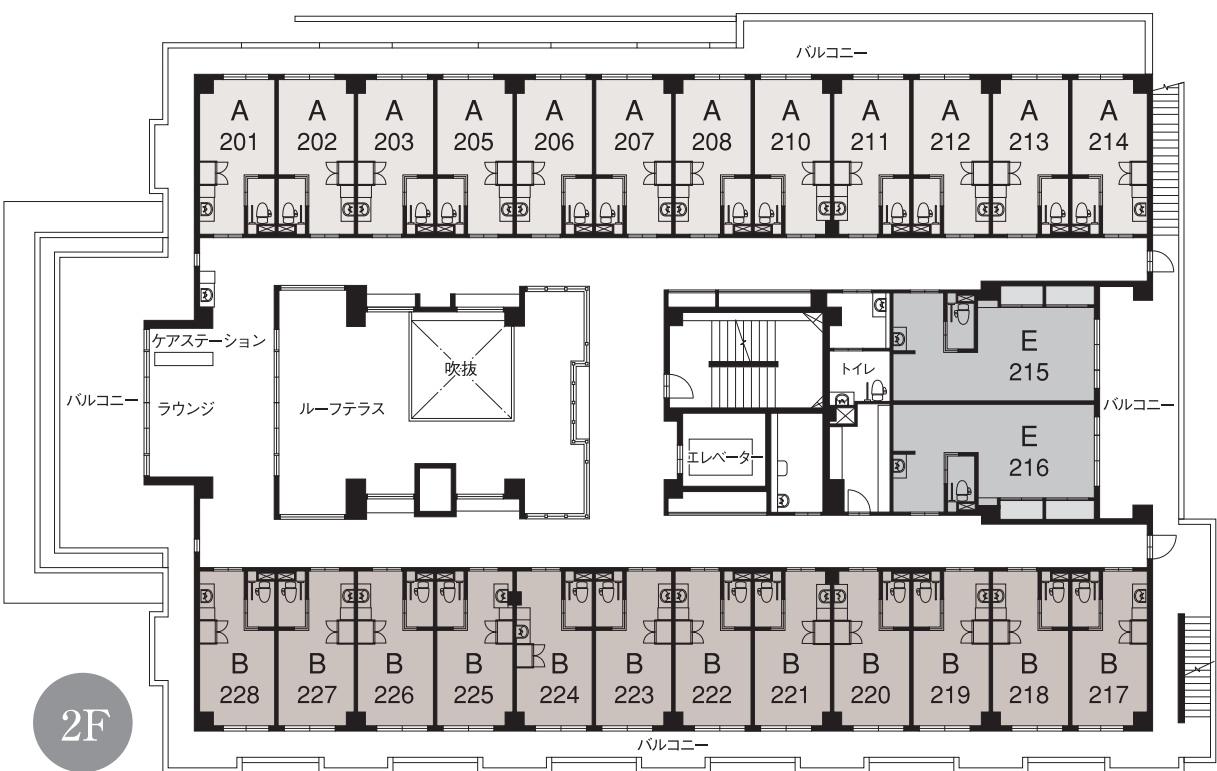 バルコニー
A 201
A 202
A 203
A 205
A 206
A 207
A 208
A 210
A 211
A 212
A 213
A 214
ケアステーション
ラウンジ
バルコニー
ルーフテラス
吹抜
トイレ
エレベーター
E 215
E 216
バルコニー
B 228
B 227
B 226
B 225
B 224
B 223
B 222
B 221
B 220
B 219
B 218
B 217
バルコニー
2F